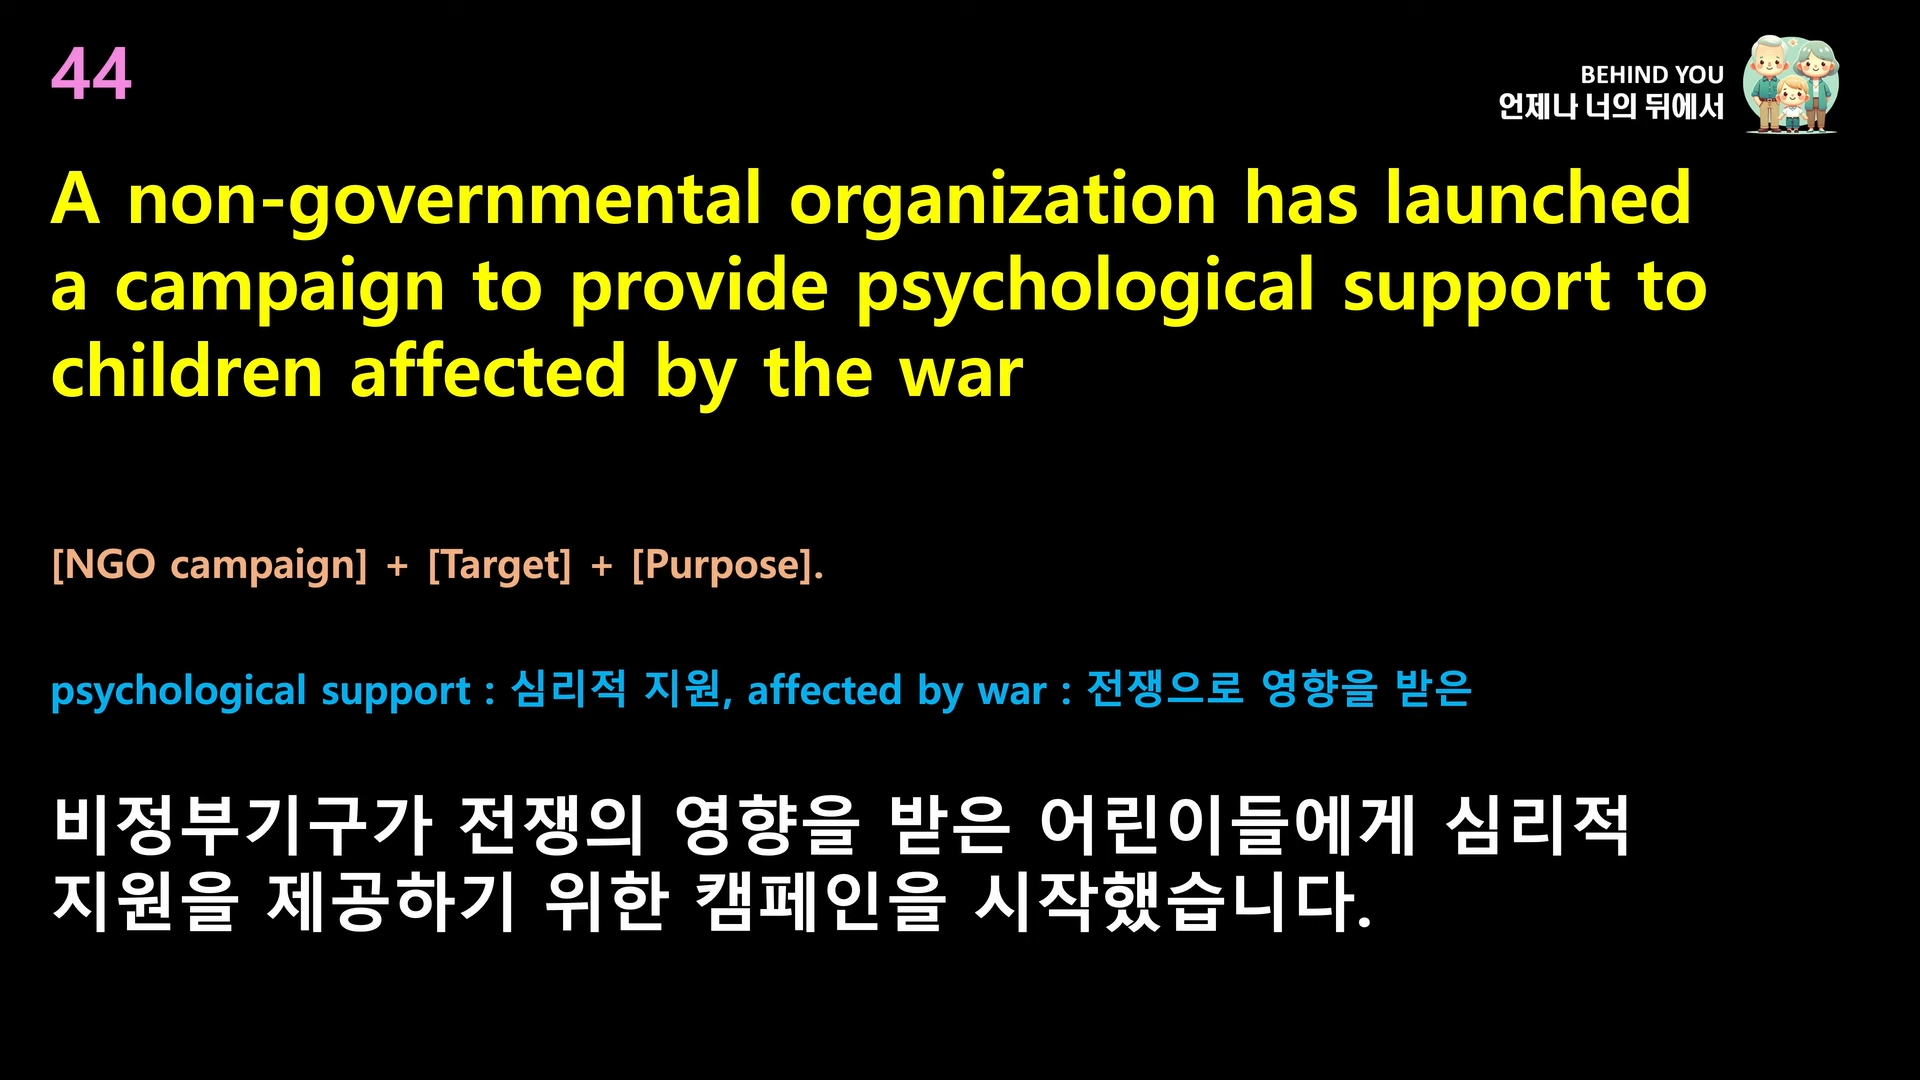 44
BEHIND YOU
언제나 너의 뒤에서
A non-governmental organization has launched
a campaign to provide psychological support to
children affected by the war
[NGO campaign] + [Target] + [Purpose].
psychological support : 심리적 지원, affected by war : 전쟁으로 영향을 받은
비정부기구가 전쟁의 영향을 받은 어린이들에게 심리적
지원을 제공하기 위한 캠페인을 시작했습니다.